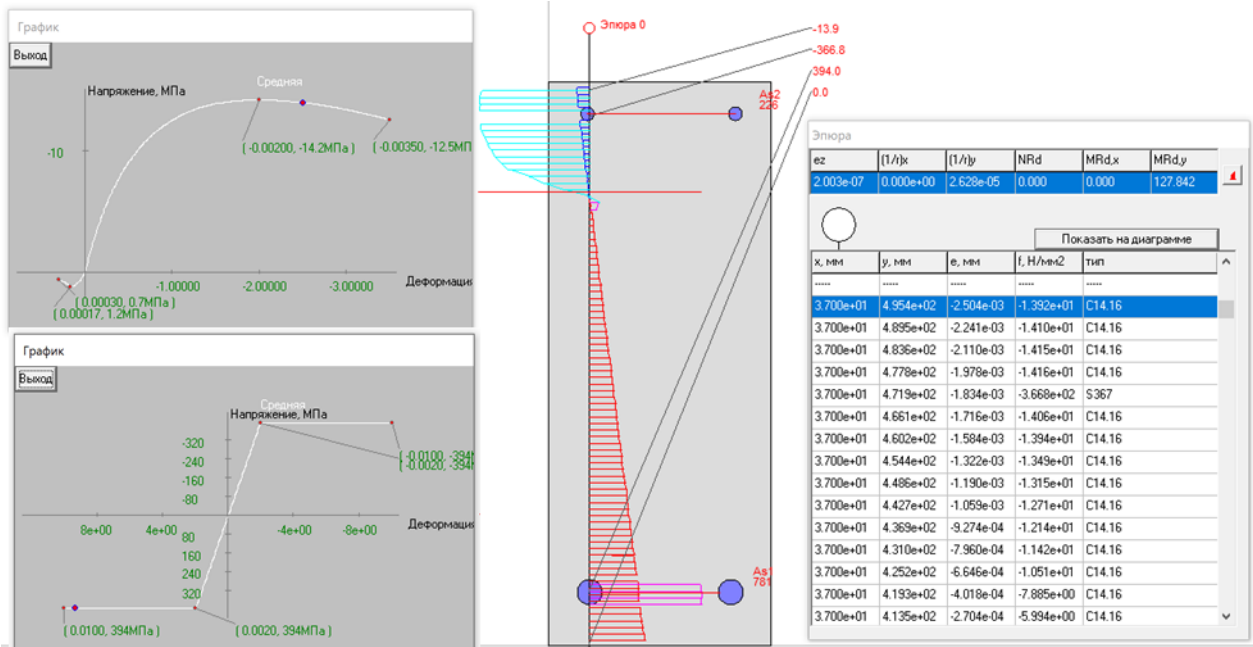 График
Выход
Напряжение, МПа
Средняя
-10
( -0.00200, -14.2МПа )
( -0.00350, -12.5МП
-1.00000
-2.00000
-3.00000
Деформация
( 0.00030, 0.7МПа )
( 0.00017, 1.2МПа )
График
Выход
Средняя
Напряжение, МПа
-320
-240
-160
-80
( -0.0100, -394М
( -0.0020, -394М
8e+00
4e+00
-4e+00
-8e+00
Деформация
80
160
240
320
( 0.0100, 394МПа )
( 0.0020, 394МПа )
Эпюра 0
-13.9
-366.8
394.0
0.0
As2
226
As1
781
Эпюра
ez (1/r)x (1/r)y NRd MRd,x MRd,y
2.003e-07 0.000e+00 2.628e-05 0.000 0.000 127.842
Показать на диаграмме
x, мм y, мм e, мм f, Н/мм2 тип
----- ----- ----- ----- -----
3.700e+01 4.954e+02 -2.504e-03 -1.392e+01 C14.16
3.700e+01 4.895e+02 -2.241e-03 -1.410e+01 C14.16
3.700e+01 4.836e+02 -2.110e-03 -1.415e+01 C14.16
3.700e+01 4.778e+02 -1.978e-03 -1.416e+01 C14.16
3.700e+01 4.719e+02 -1.834e-03 -3.668e+02 S367
3.700e+01 4.661e+02 -1.716e-03 -1.406e+01 C14.16
3.700e+01 4.602e+02 -1.584e-03 -1.394e+01 C14.16
3.700e+01 4.544e+02 -1.322e-03 -1.349e+01 C14.16
3.700e+01 4.486e+02 -1.190e-03 -1.315e+01 C14.16
3.700e+01 4.427e+02 -1.059e-03 -1.271e+01 C14.16
3.700e+01 4.369e+02 -9.274e-04 -1.214e+01 C14.16
3.700e+01 4.310e+02 -7.960e-04 -1.142e+01 C14.16
3.700e+01 4.252e+02 -6.646e-04 -1.051e+01 C14.16
3.700e+01 4.193e+02 -4.018e-04 -7.885e+00 C14.16
3.700e+01 4.135e+02 -2.704e-04 -5.994e+00 C14.16